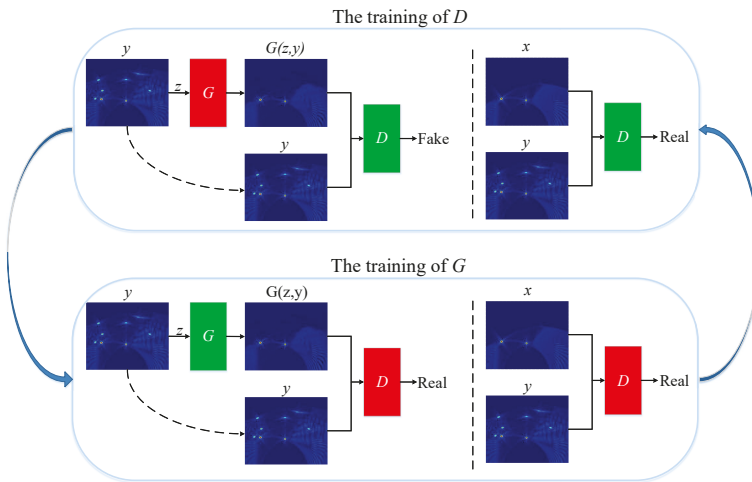 The training of D
y
G(z,y)
x
z
G
y
y
D
Fake
D
Real
The training of G
y
G(z,y)
x
z
G
y
y
D
Real
D
Real